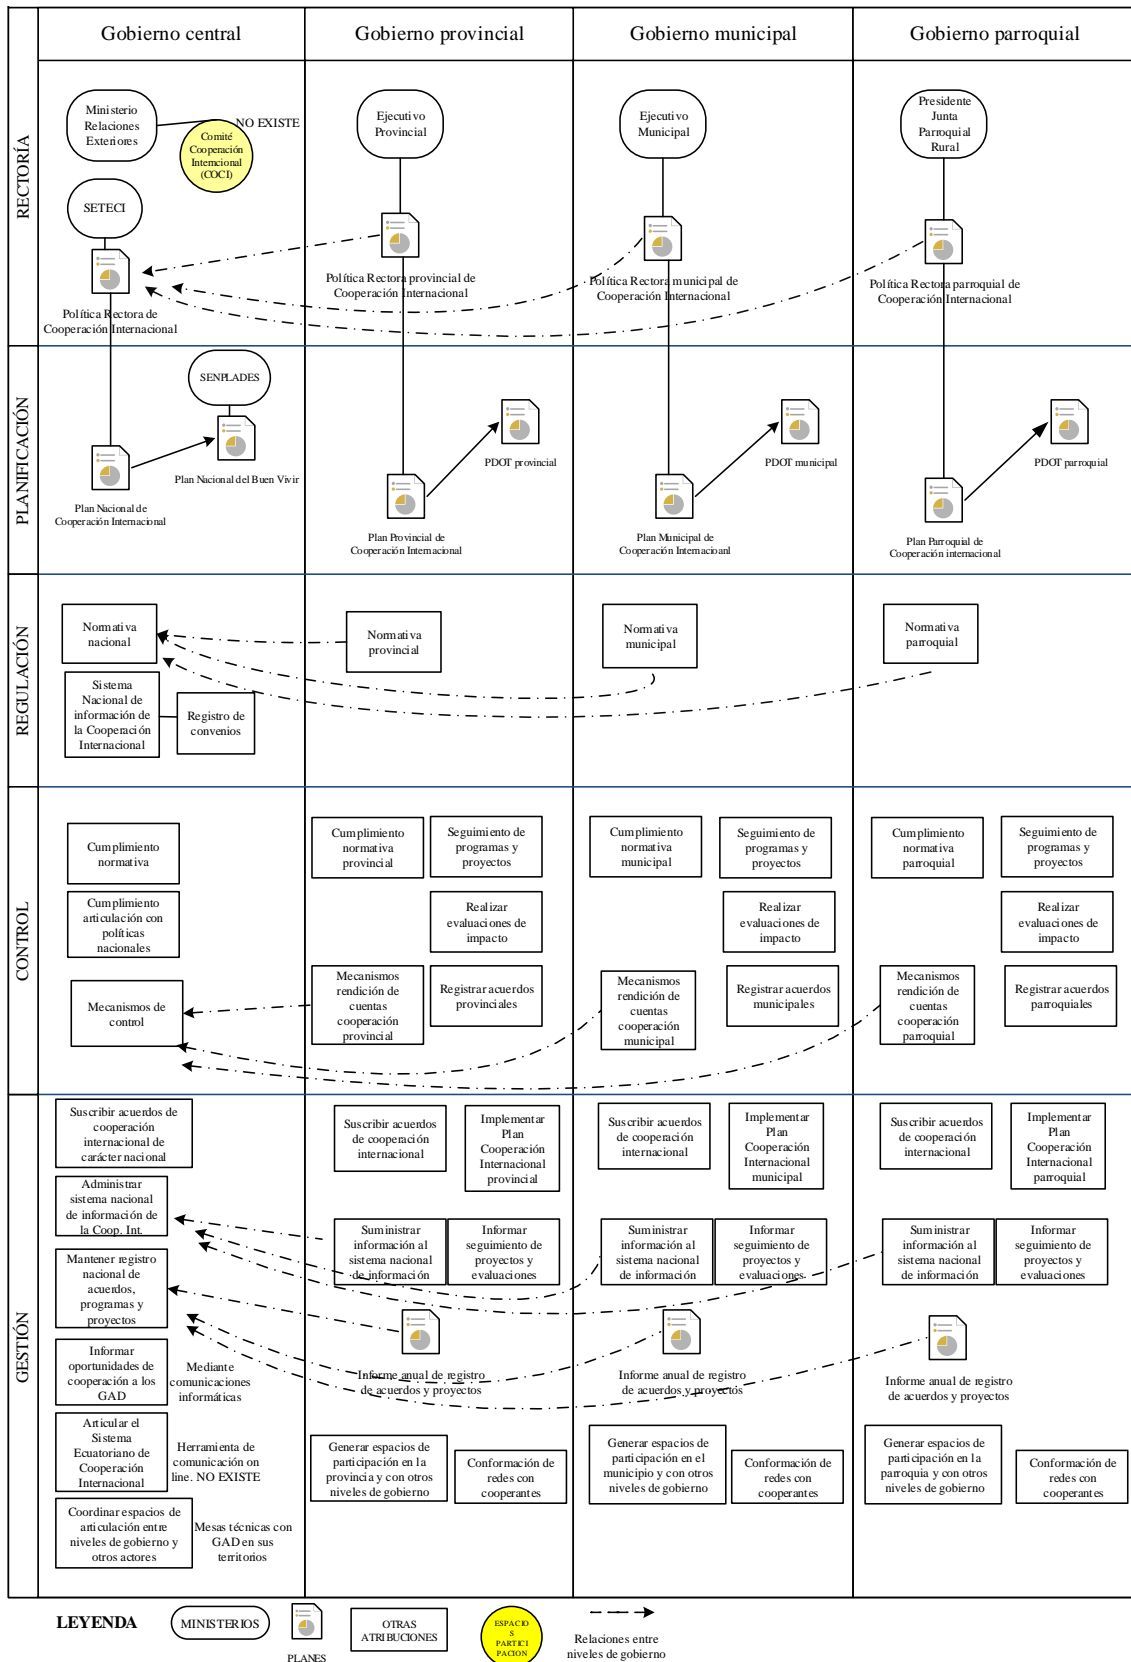 Gobierno central
Gobierno provincial
Gobierno municipal
Gobierno parroquial
RECTORÍA
Ministerio
Relaciones
Exteriores
NO EXISTE
Comité
Cooperación
Interncional
(COCI)
SETECI
Política Rectora de
Cooperación Internacional
Ejecutivo
Provincial
Política Rectora provincial de
Cooperación Internacional
Ejecutivo
Municipal
Política Rectora municipal de
Cooperación Internacional
Presidente
Junta
Parroquial
Rural
Política Rectora parroquial de
Cooperación Internacional
PLANIFICACIÓN
SENPLADES
Plan Nacional del Buen Vivir
Plan Nacional de
Cooperación Internacional
PDOT provincial
Plan Provincial de
Cooperación Internacional
PDOT municipal
Plan Municipal de
Cooperación Internacioanl
PDOT parroquial
Plan Parroquial de
Cooperación internacional
REGULACIÓN
Normativa
nacional
Sistema
Nacional de
información de
la Cooperación
Internacional
Registro de
convenios
Normativa
provincial
Normativa
municipal
Normativa
parroquial
CONTROL
Cumplimiento
normativa
Cumplimiento
articulación con
políticas
nacionales
Mecanismos de
control
Cumplimiento
normativa
provincial
Seguimiento de
programas y
proyectos
Realizar
evaluaciones de
impacto
Mecanismos
rendición de
cuentas
cooperación
provincial
Registrar acuerdos
provinciales
Cumplimiento
normativa
municipal
Seguimiento de
programas y
proyectos
Realizar
evaluaciones de
impacto
Mecanismos
rendición de
cuentas
cooperación
municipal
Registrar acuerdos
municipales
Cumplimiento
normativa
parroquial
Seguimiento de
programas y
proyectos
Realizar
evaluaciones de
impacto
Mecanismos
rendición de
cuentas
cooperación
parroquial
Registrar acuerdos
parroquiales
GESTIÓN
Suscribir acuerdos de
cooperación
internacional de
carácter nacional
Administrar
sistema nacional
de información de
la Coop. Int.
Mantener registro
nacional de
acuerdos,
programas y
proyectos
Informar
oportunidades de
cooperación a los
GAD
Mediante
comunicaciones
informáticas
Articular el
Sistema
Ecuatoriano de
Cooperación
Internacional
Herramienta de
comunicación on
line. NO EXISTE
Coordinar espacios de
articulación entre
niveles de gobierno y
otros actores
Mesas técnicas con
GAD en sus
territorios
Suscribir acuerdos
de cooperación
internacional
Implementar
Plan
Cooperación
Internacional
provincial
Suministrar
información al
sistema nacional
de información
Informar
seguimiento de
proyectos y
evaluaciones
Informe anual de registro
de acuerdos y proyectos
Generar espacios de
participación en la
provincia y con otros
niveles de gobierno
Conformación de
redes con
cooperantes
Suscribir acuerdos
de cooperación
internacional
Implementar
Plan
Cooperación
Internacional
municipal
Suministrar
información al
sistema nacional
de información
Informar
seguimiento de
proyectos y
evaluaciones
Informe anual de registro
de acuerdos y proyectos
Generar espacios de
participación en el
municipio y con otros
niveles de gobierno
Conformación de
redes con
cooperantes
Suscribir acuerdos
de cooperación
internacional
Implementar
Plan
Cooperación
Internacional
parroquial
Suministrar
información al
sistema nacional
de información
Informar
seguimiento de
proyectos y
evaluaciones
Informe anual de registro
de acuerdos y proyectos
Generar espacios de
participación en la
parroquia y con otros
niveles de gobierno
Conformación de
redes con
cooperantes
LEYENDA
MINISTERIOS
PLANES
OTRAS
ATRIBUCIONES
ESPACIO
S
PARTICI
PACION
Relaciones entre
niveles de gobierno